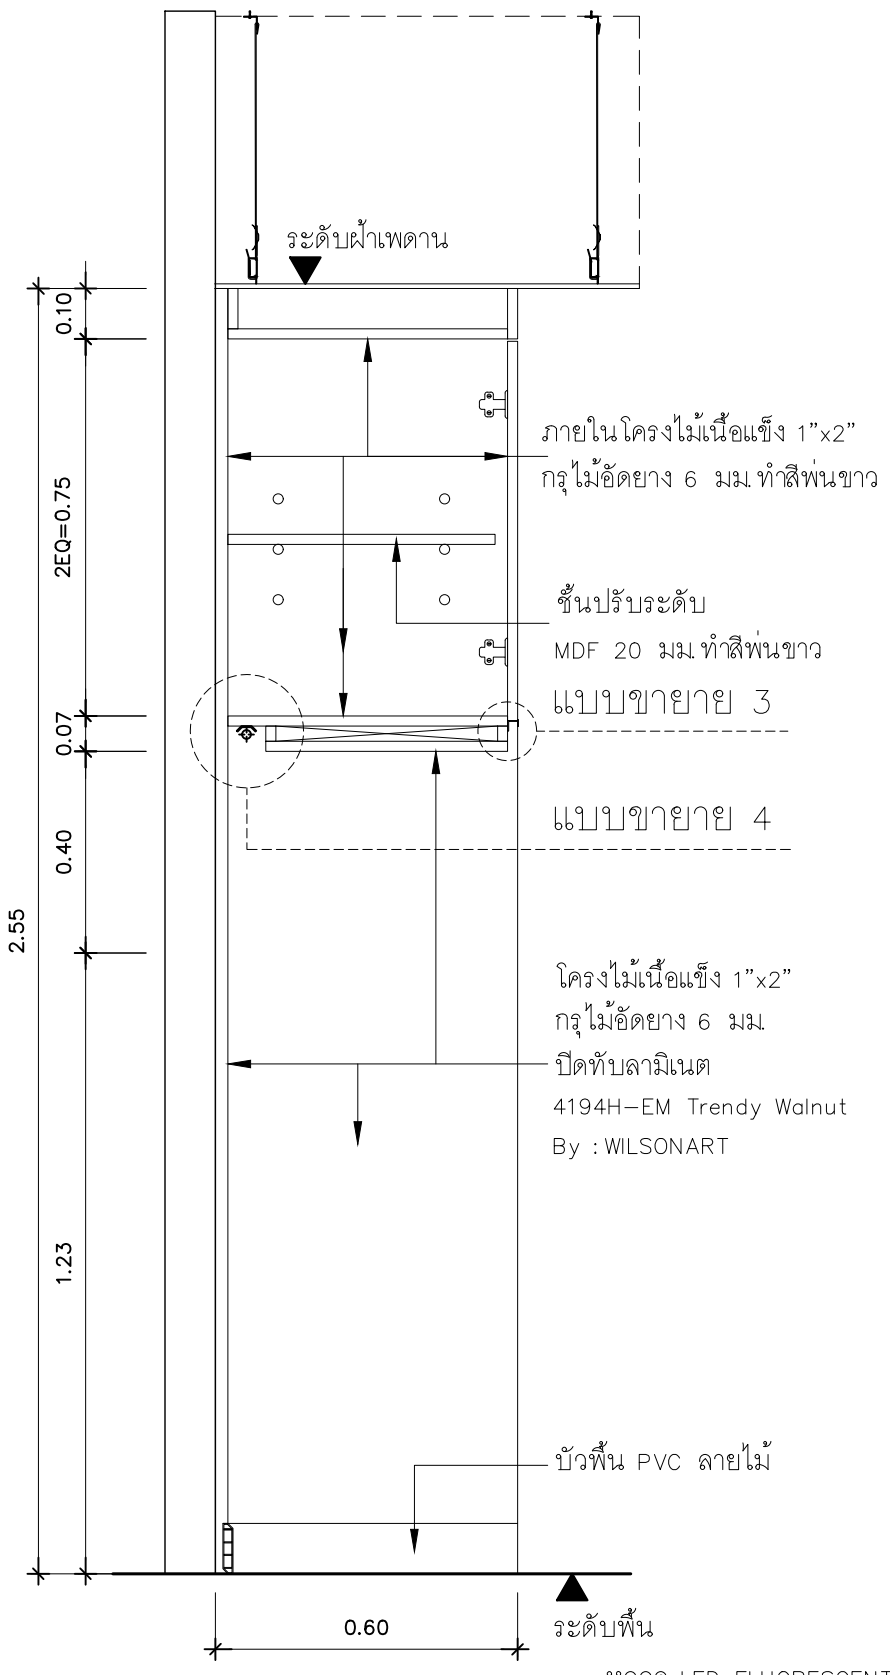 ระดับฝ้าเพดาน
0.10
ภายในโครงไม้เนื้อแข็ง 1"x2"
กรุไม้อัดยาง 6 มม.ทำสีพ่นขาว
2EQ=0.75
ชั้นปรับระดับ
MDF 20 มม.ทำสีพ่นขาว
แบบขายาย 3
0.07
แบบขายาย 4
0.40
2.55
โครงไม้เนื้อแข็ง 1"x2"
กรุไม้อัดยาง 6 มม.
ปิดทับลามิเนต
4194H-EM Trendy Walnut
By : WILSONART
1.23
บัวพื้น PVC ลายไม้
0.60
ระดับพื้น
LED FLUORESCENT